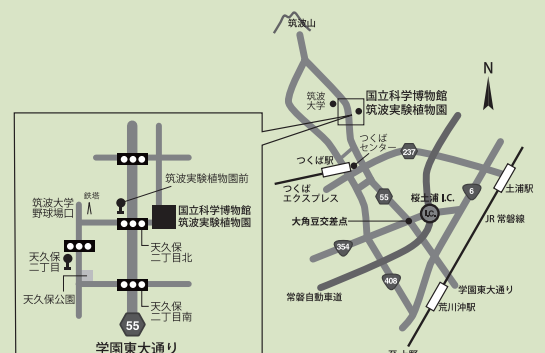 筑波山
N
国立科学博物館
筑波実験植物園
筑波
大学
つくば
センター
つくば駅
237
つくば
エクスプレス
55
桜土浦 I.C.
6
土浦駅
I.C.
大角豆交差点
JR 常磐線
354
408
学園東大通り
常磐自動車道
荒川沖駅
筑波実験植物園前
鉄塔
筑波大学
野球場口
国立科学博物館
筑波実験植物園
天久保
二丁目
天久保
二丁目北
天久保公園
天久保
二丁目南
55
学園東大通り